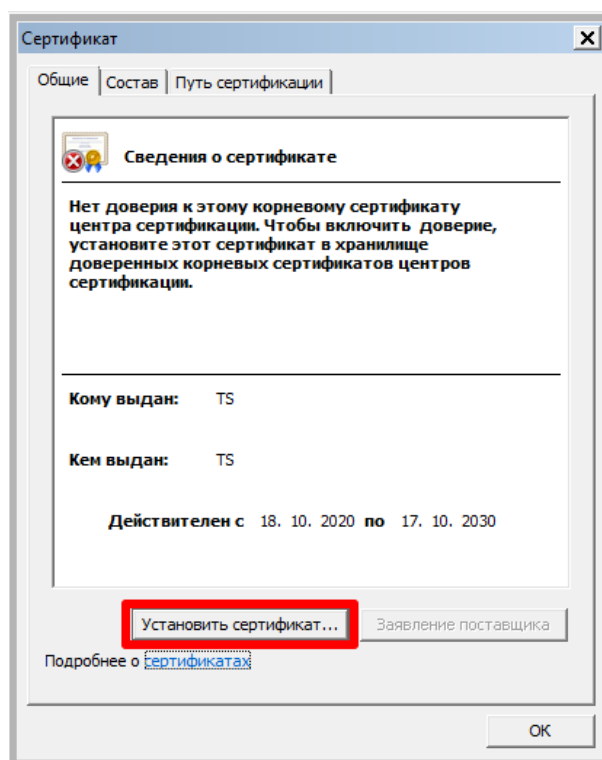 Сертификат
Общие Состав Путь сертификации
Сведения о сертификате
Нет доверия к этому корневому сертификату
центра сертификации. Чтобы включить доверие,
установите этот сертификат в хранилище
доверенных корневых сертификатов центров
сертификации.
Кому выдан: TS
Кем выдан: TS
Действителен с 18. 10. 2020 по 17. 10. 2030
Установить сертификат... Заявление поставщика
Подробнее о сертификатах
ОК